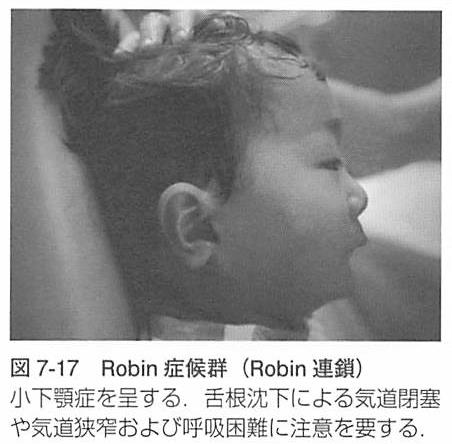 図 7-17　Robin 症候群（Robin 連鎖）
小下顎症を呈する．舌根沈下による気道閉塞
や気道狭窄および呼吸困難に注意を要する．